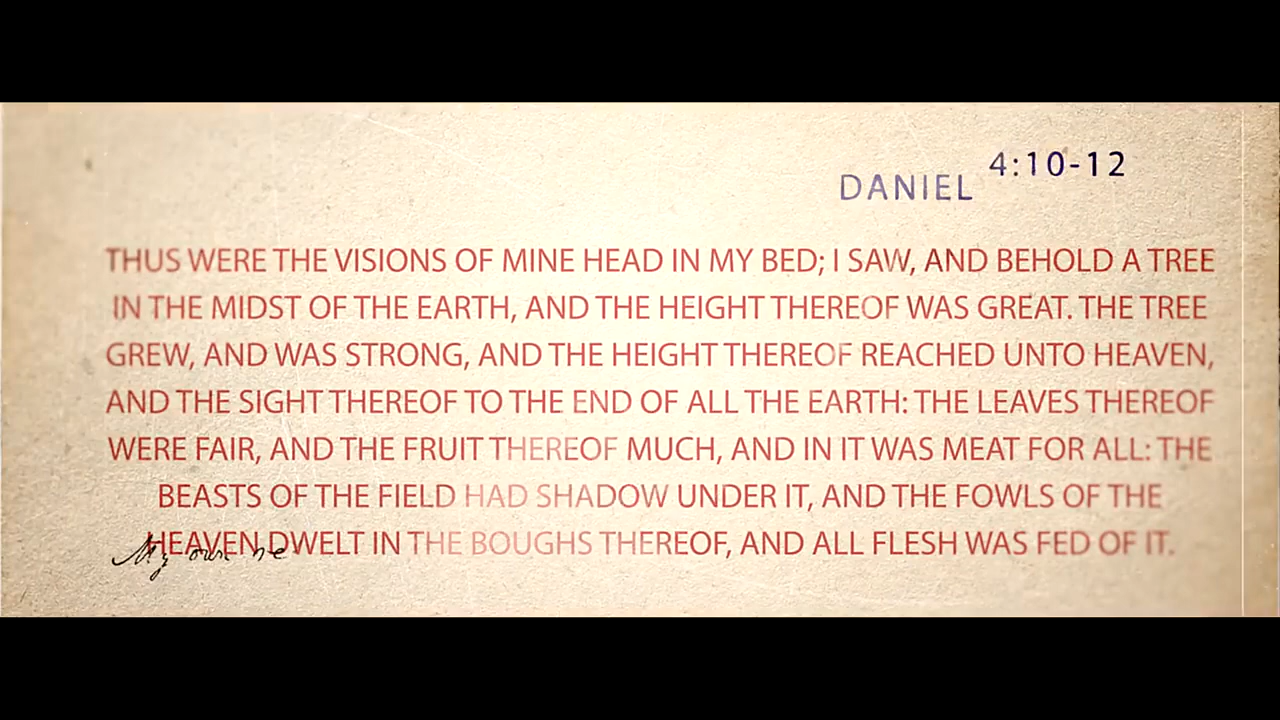 DANIEL 4:10-12
THUS WERE THE VISIONS OF MINE HEAD IN MY BED; I SAW, AND BEHOLD A TREE
IN THE MIDST OF THE EARTH, AND THE HEIGHT THEREOF WAS GREAT. THE TREE
GREW, AND WAS STRONG, AND THE HEIGHT THEREOF REACHED UNTO HEAVEN,
AND THE SIGHT THEREOF TO THE END OF ALL THE EARTH: THE LEAVES THEREOF
WERE FAIR, AND THE FRUIT THEREOF MUCH, AND IN IT WAS MEAT FOR ALL: THE
BEASTS OF THE FIELD HAD SHADOW UNDER IT, AND THE FOWLS OF THE
HEAVEN DWELT IN THE BOUGHS THEREOF, AND ALL FLESH WAS FED OF IT.
My own ne